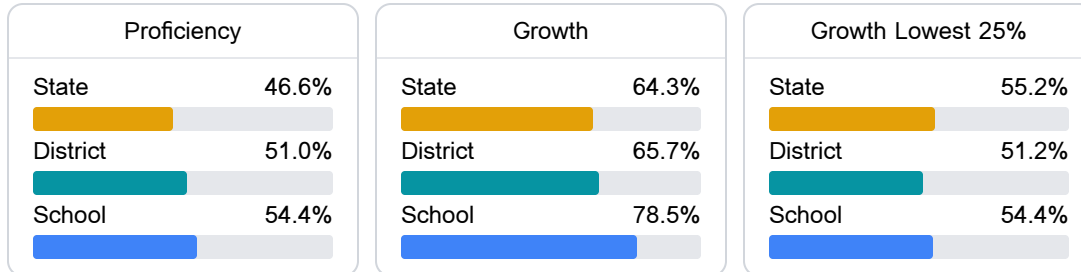 Proficiency
State 46.6%
District 51.0%
School 54.4%
Growth
State 64.3%
District 65.7%
School 78.5%
Growth Lowest 25%
State 55.2%
District 51.2%
School 54.4%